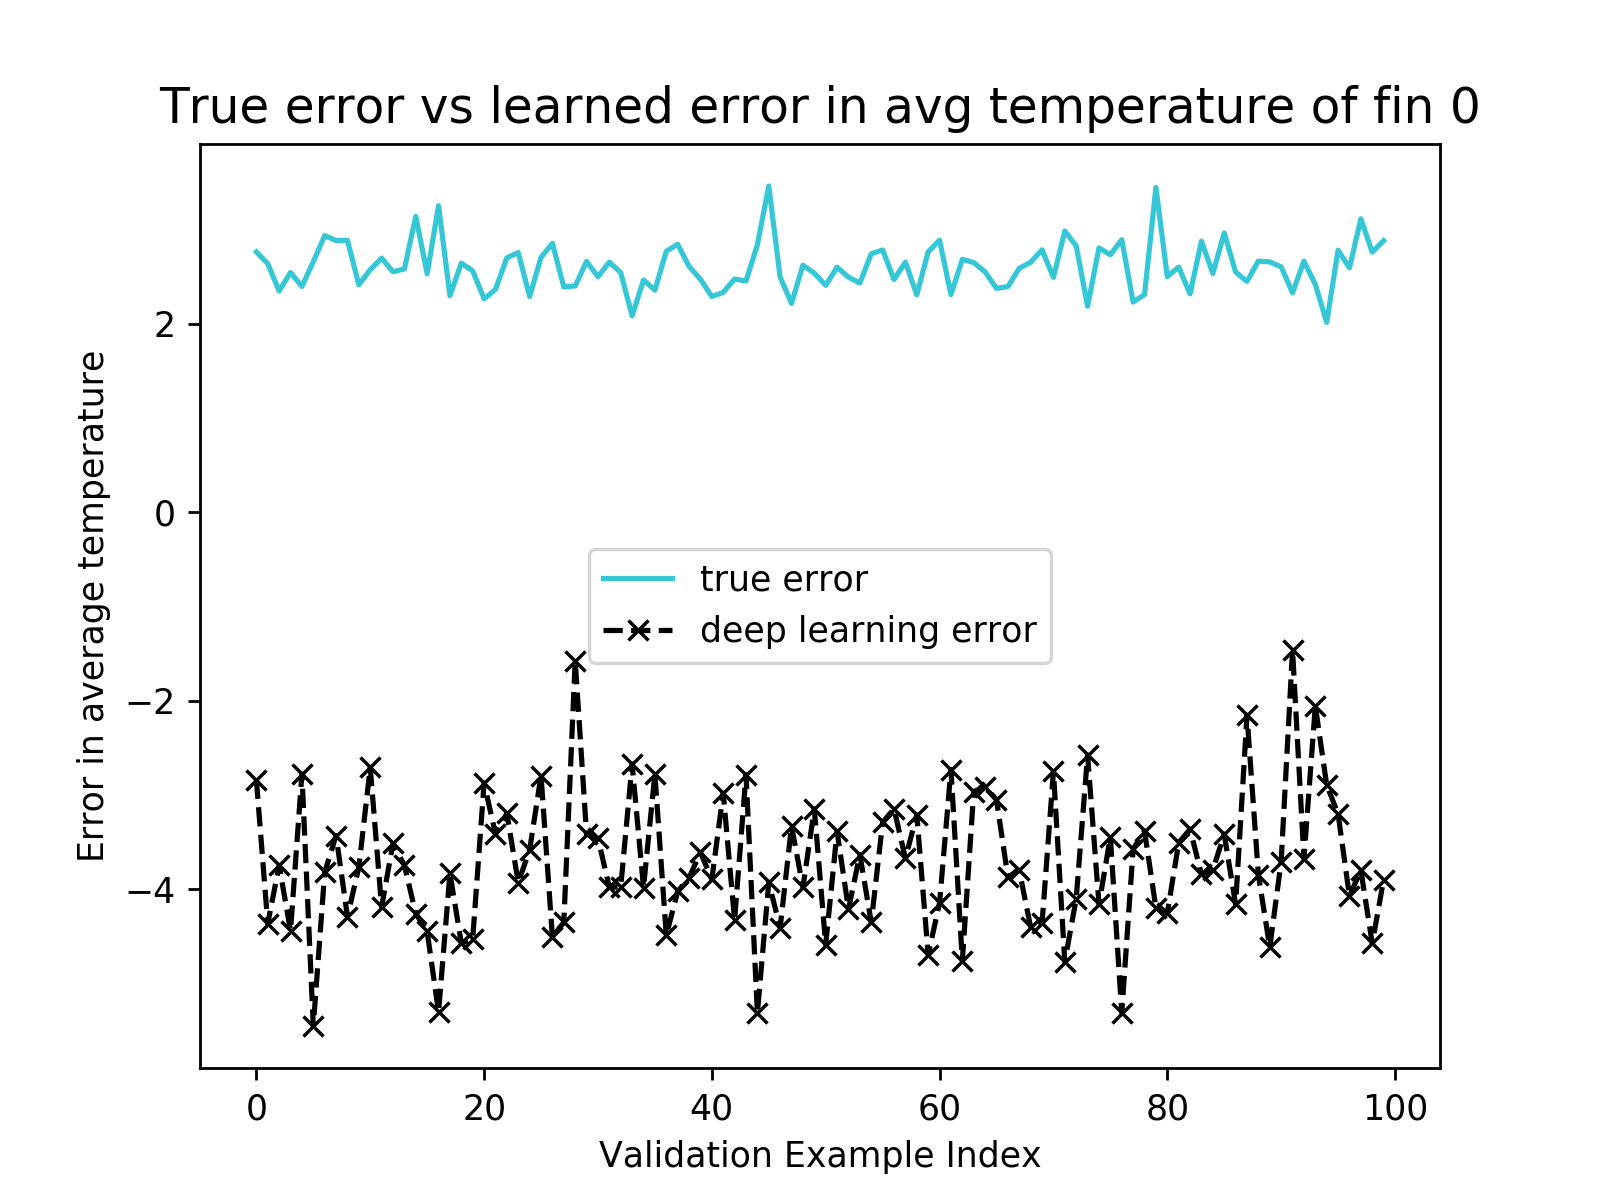 True error vs learned error in avg temperature of fin 0
Error in average temperature
2
0
−2
−4
true error
deep learning error
0 20 40 60 80 100
Validation Example Index